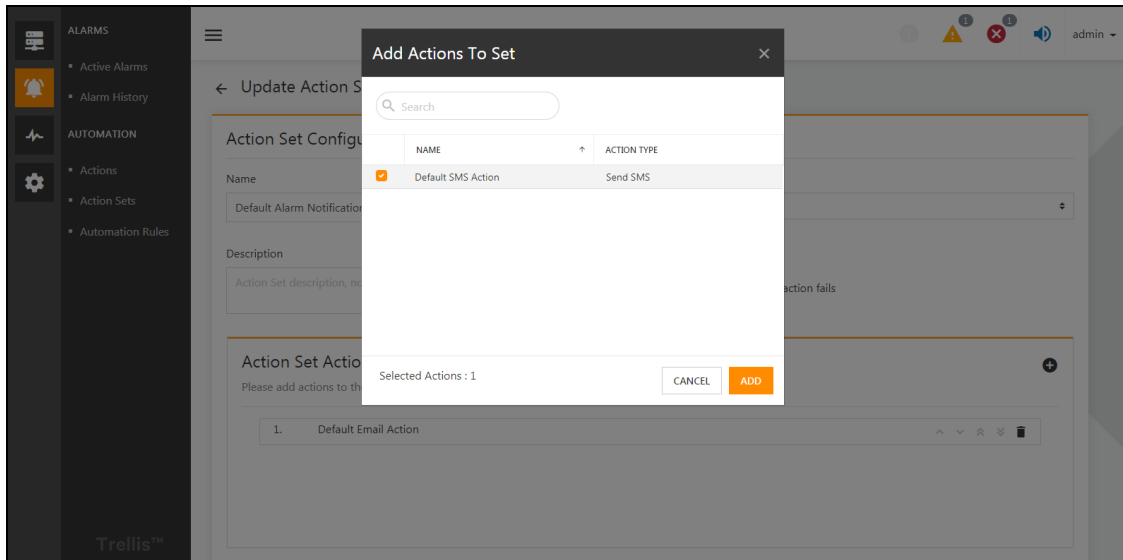 ALARMS
Active Alarms
Alarm History
AUTOMATION
Actions
Action Sets
Automation Rules
Trellis™
1
1
admin
Update Action S
Action Set Configu
Name
Default Alarm Notification
Description
Action Set description, no
action fails
Action Set Actio
Please add actions to th
1. Default Email Action
Add Actions To Set
Search
NAME ACTION TYPE
Default SMS Action Send SMS
Selected Actions : 1
CANCEL ADD